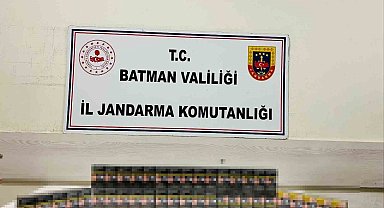 T.C.
BATMAN VALİLİĞİ
İL JANDARMA KOMUTANLIĞI